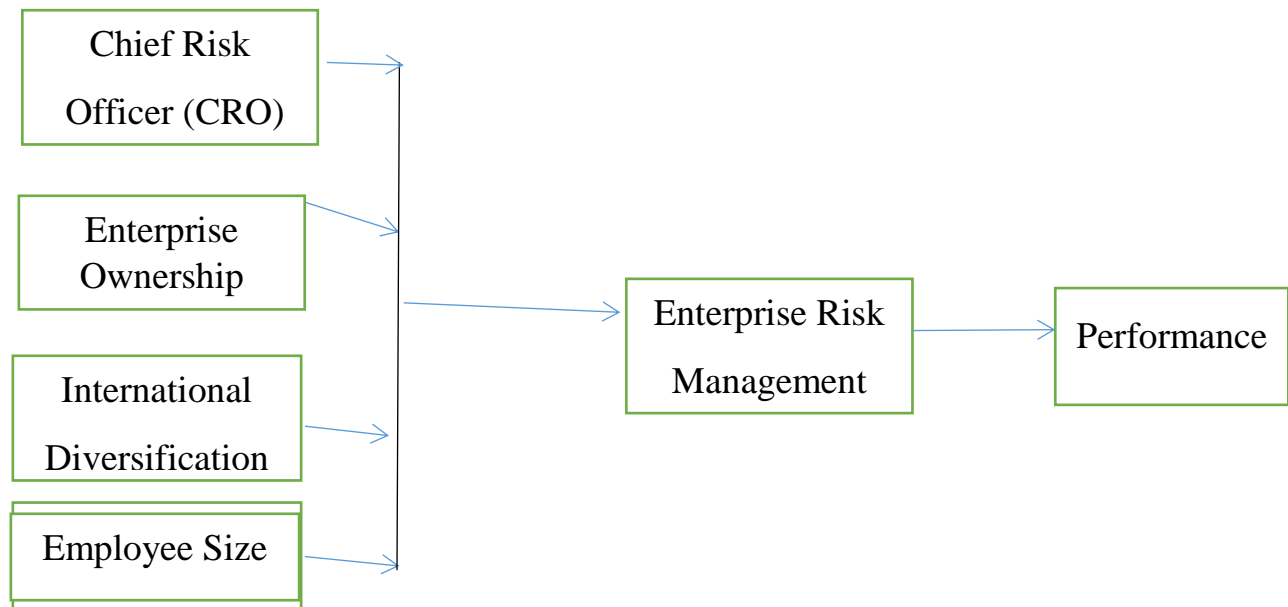 Chief Risk
Officer (CRO)
Enterprise
Ownership
International
Diversification
Employee Size
Enterprise Risk
Management
Performance